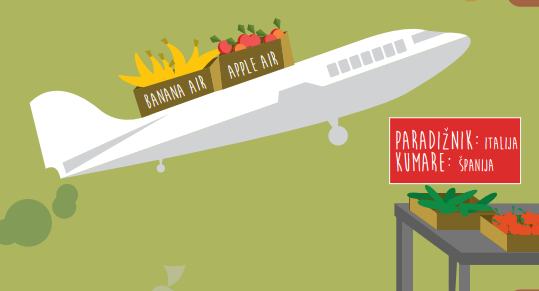 BANANA AIR
APPLE AIR
PARADIŽNIK: ITALIJA
KUMARE: ŠPANIJA